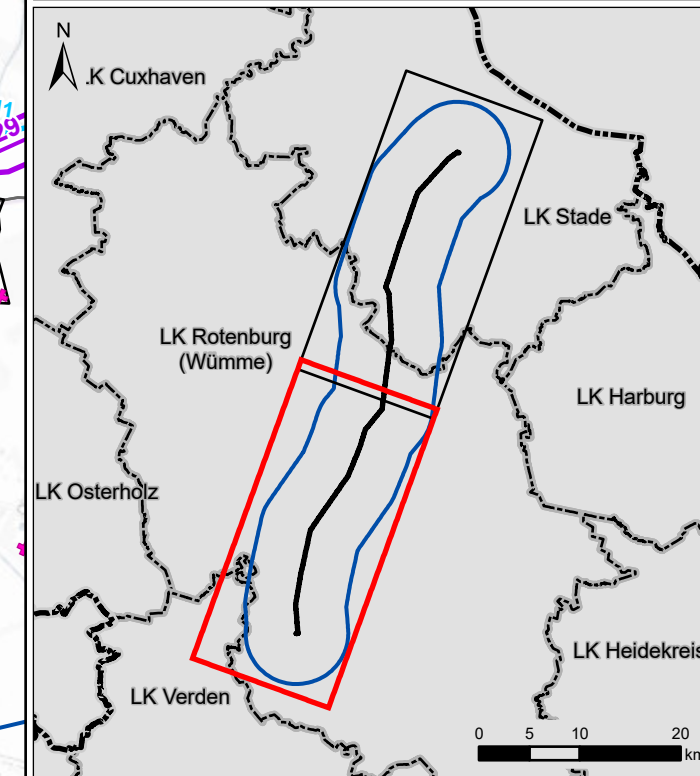 N
.K Cuxhaven
LK Stade
LK Rotenburg
(Wümme)
LK Harburg
LK Osterholz
LK Heidekreis
LK Verden
0 5 10 20
km